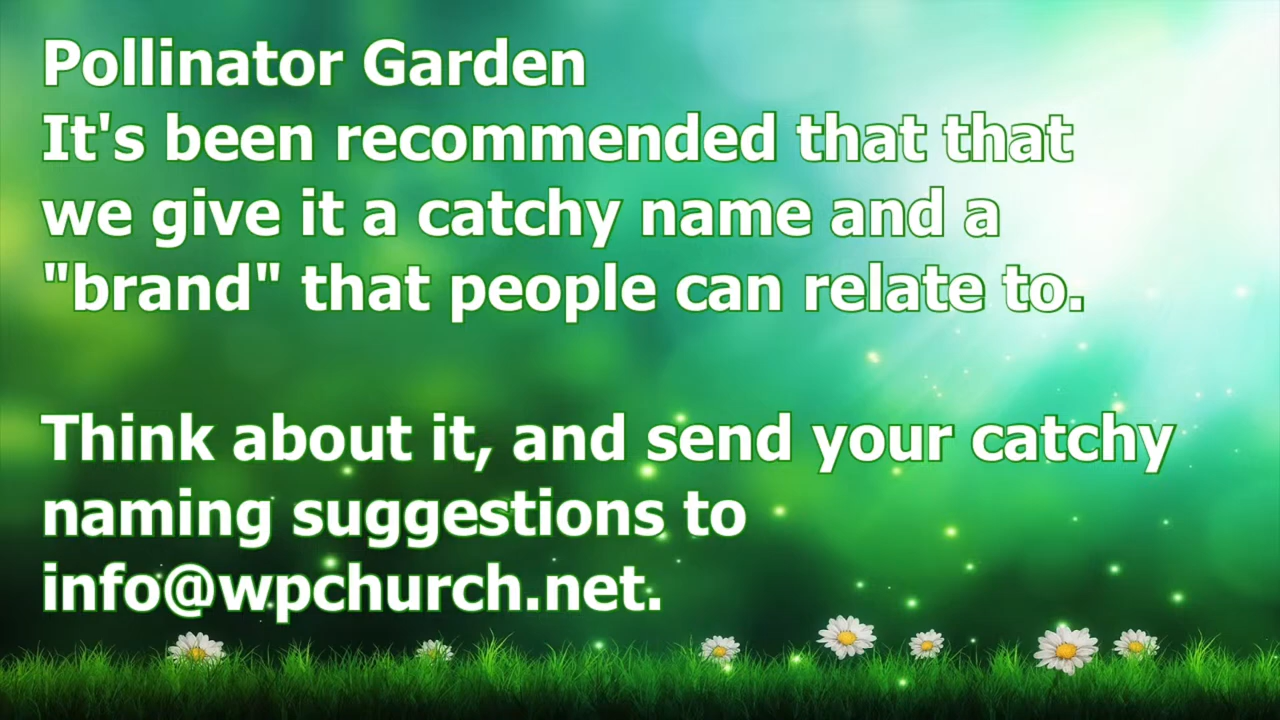 Pollinator Garden
It's been recommended that that
we give it a catchy name and a
"brand" that people can relate to.
Think about it, and send your catchy
naming suggestions to
info@wpchurch.net.